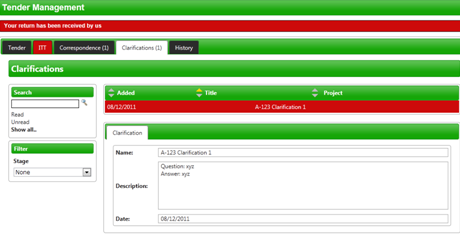 Tender Management
Your return has been received by us
Tender ITT Correspondence (1) Clarifications (1) History
Clarifications
Search
Read
Unread
Show all..
Filter
Stage
None
Added Title Project
08/12/2011 A-123 Clarification 1
Clarification
Name: A-123 Clarification 1
Description: Question: xyz
Answer: xyz
Date: 08/12/2011